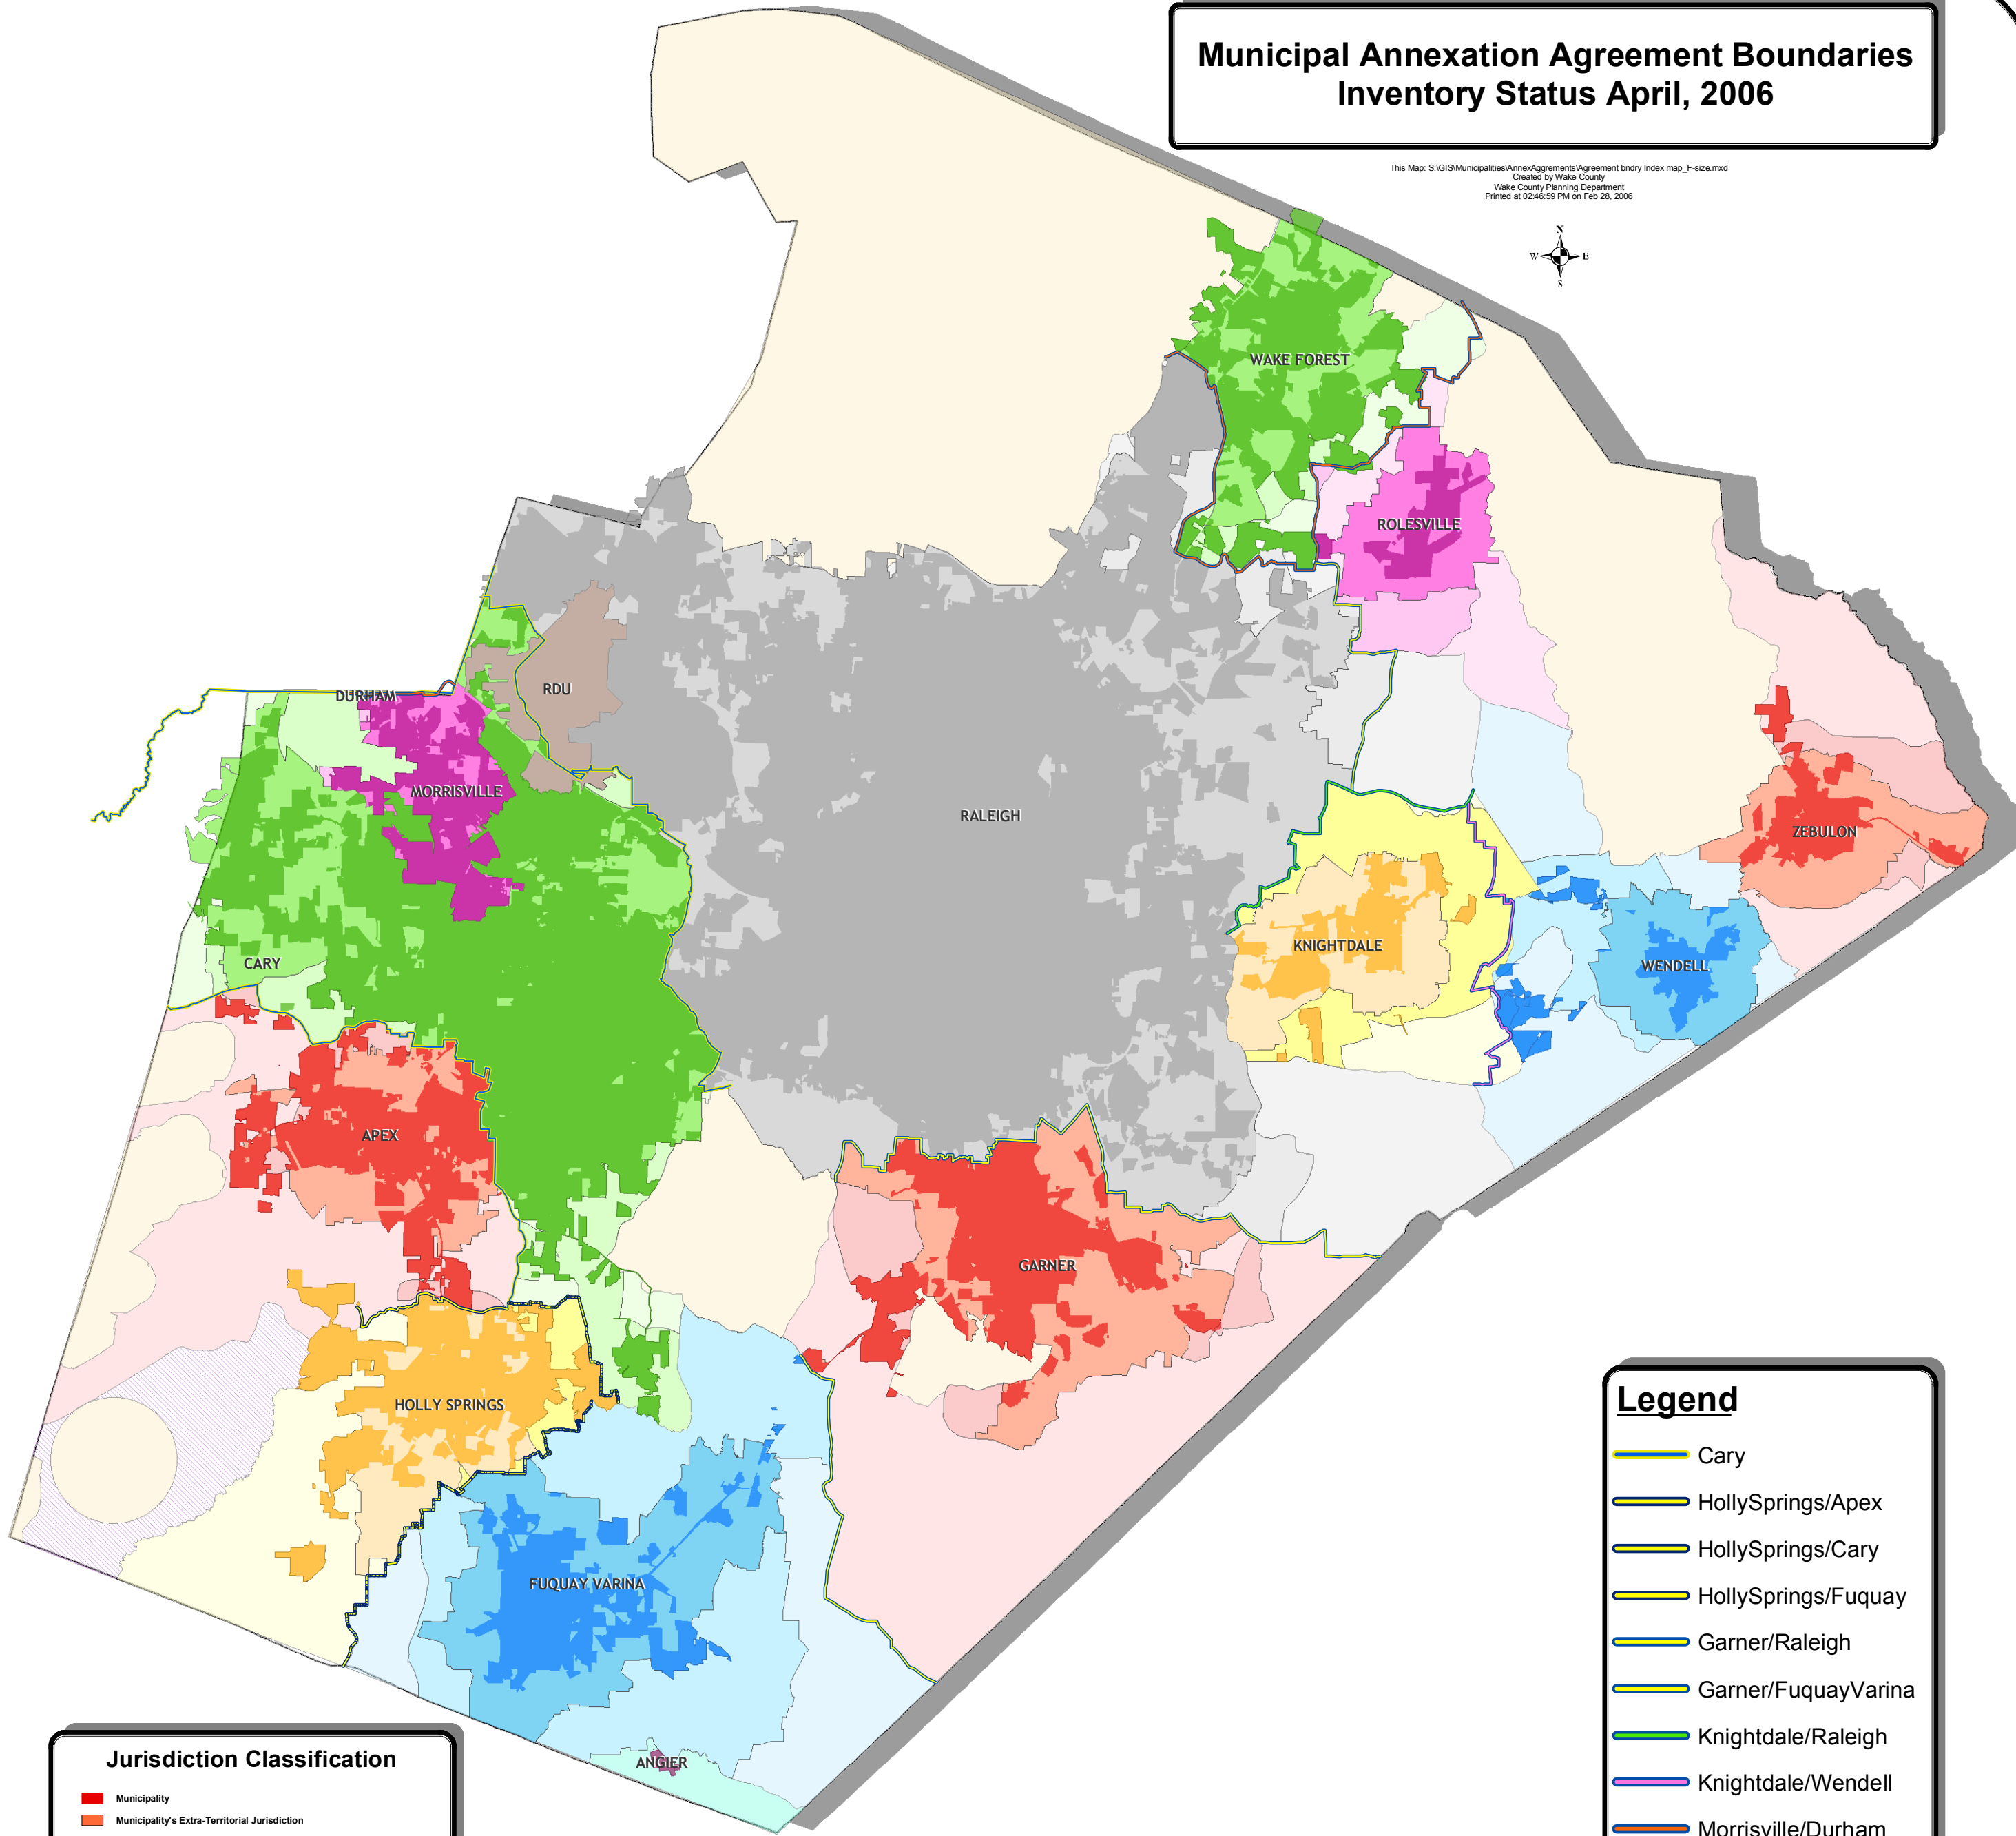 Municipal Annexation Agreement Boundaries
Inventory Status April, 2006
This Map: S:\GIS\Municipalities\AnnexAggrements\Agreement bndry Index map_F-size.mxd
Created by Wake County
Wake County Planning Department
Printed at 02:46:59 PM on Feb 28, 2006
N
W E
S
WAKE FOREST
ROLESVILLE
RDU
DURHAM
MORRISVILLE
RALEIGH
ZEBULON
KNIGHTDALE
CARY
WENDELL
APEX
GARNER
HOLLY SPRINGS
FUQUAY VARINA
ANGIER
Legend
Cary
HollySprings/Apex
HollySprings/Cary
HollySprings/Fuquay
Garner/Raleigh
Garner/FuquayVarina
Knightdale/Raleigh
Knightdale/Wendell
Morrisville/Durham
Jurisdiction Classification
Municipality
Municipality's Extra-Territorial Jurisdiction